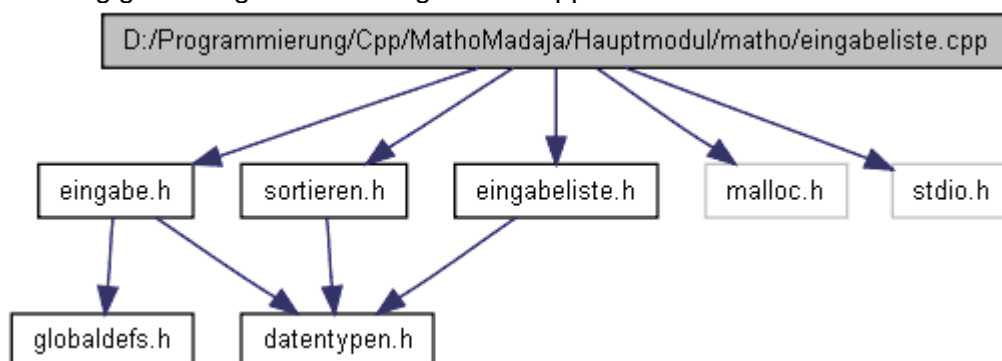 D:/Programmierung/Cpp/MathoMadaja/Hauptmodul/matho/eingabeliste.cpp
eingabe.h
sortieren.h
eingabeliste.h
malloc.h
stdio.h
globaldefs.h
datentypen.h